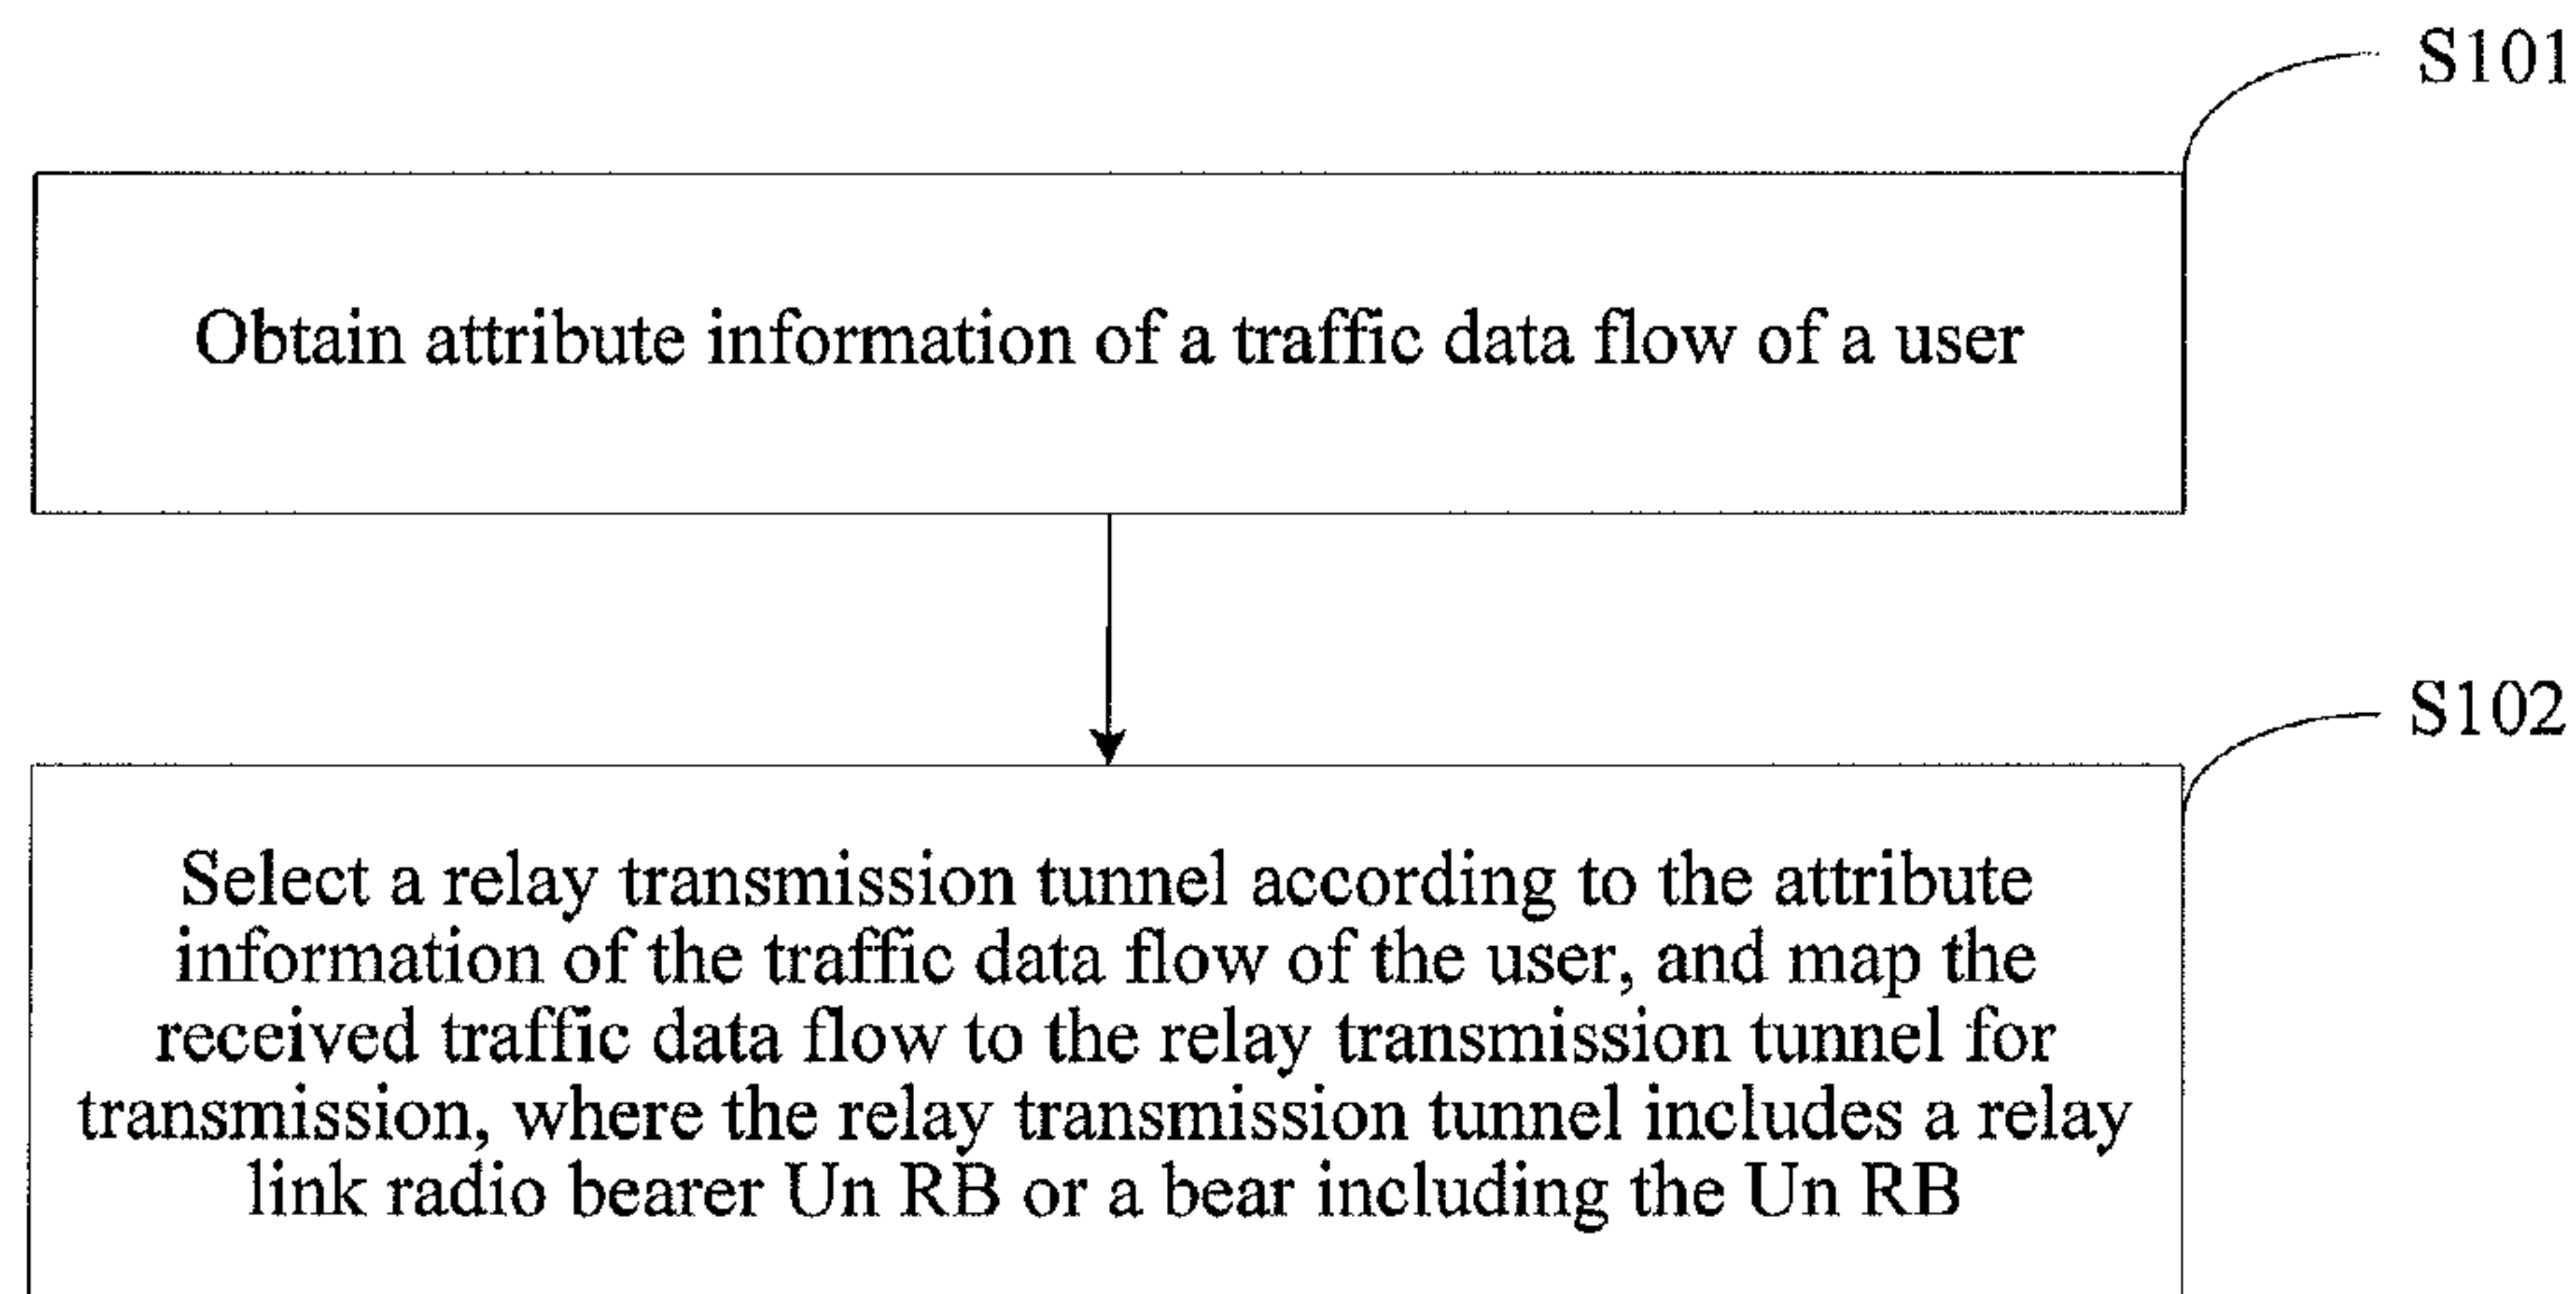 S101
Obtain attribute information of a traffic data flow of a user
S102
Select a relay transmission tunnel according to the attribute
information of the traffic data flow of the user, and map the
received traffic data flow to the relay transmission tunnel for
transmission, where the relay transmission tunnel includes a relay
link radio bearer Un RB or a bear including the Un RB